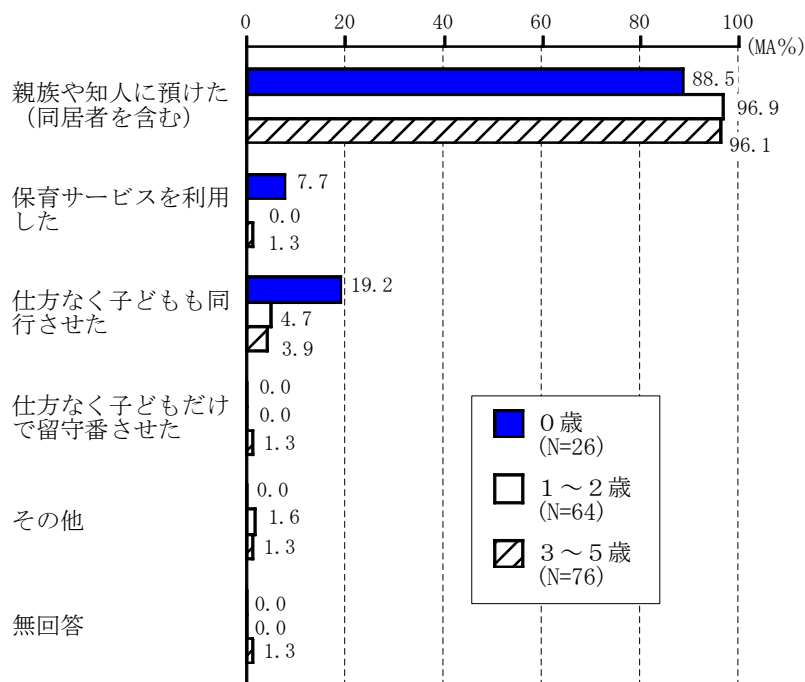 0 20 40 60 80 100
(MA%)
親族や知人に預けた
(同居者を含む)
88.5
96.9
96.1
保育サービスを利用
した
7.7
0.0
1.3
仕方なく子どもも同
行させた
19.2
4.7
3.9
仕方なく子どもだけ
で留守番させた
0.0
0.0
1.3
その他
0.0
1.6
1.3
無回答
0.0
0.0
1.3
０歳
(N=26)
１～２歳
(N=64)
３～５歳
(N=76)